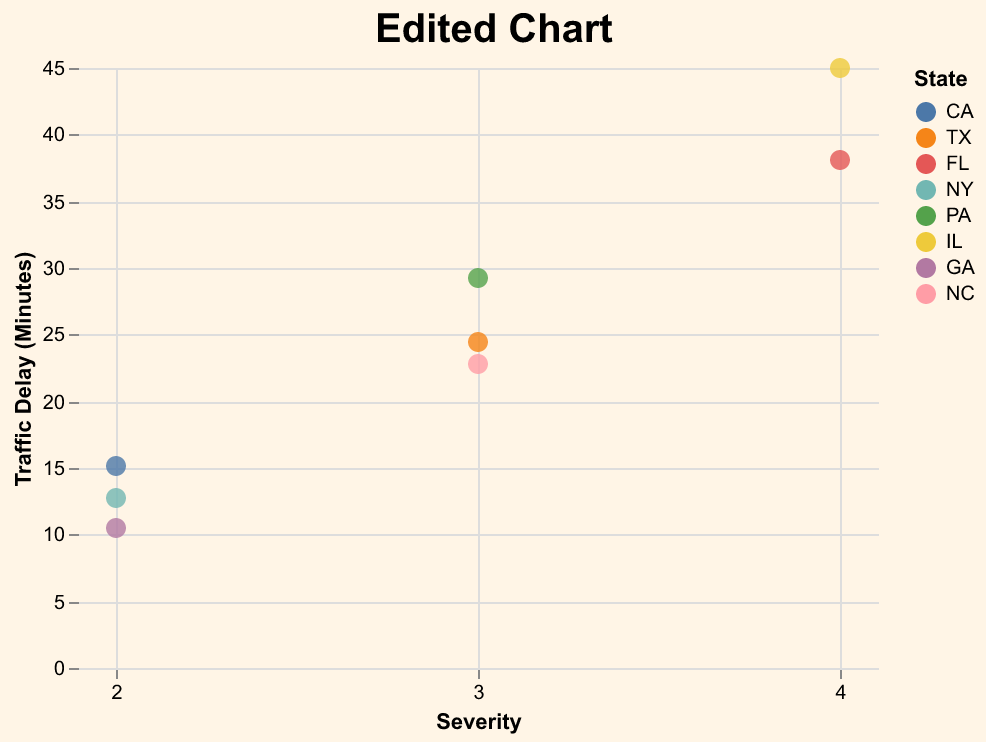 Edited Chart
Traffic Delay (Minutes)
45
40
35
30
25
20
15
10
5
0
2
3
4
Severity
State
CA
TX
FL
NY
PA
IL
GA
NC